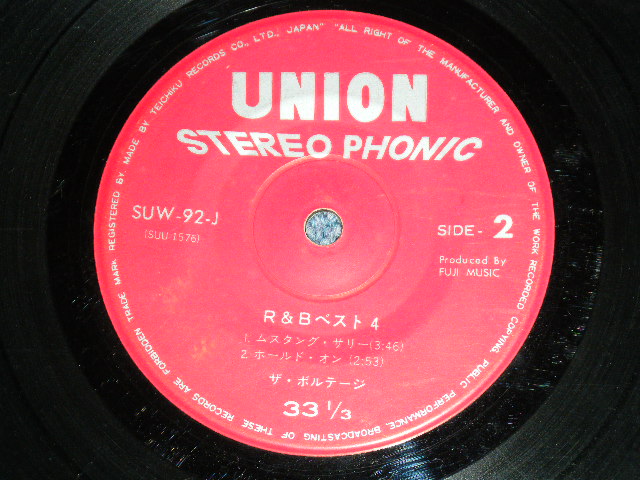 TRADE MARK REGISTERED BY MADE BY TEICHIKU RECORDS CO., LTD., JAPAN" "ALL RIGHT OF THE MANUFACTURER AND OWNER OF THE WORK RECORDED COPYING, PUBLIC PERFORMANCE, BROADCASTING OF THESE RECORDS ARE FORBIDDEN
UNION
STEREO PHONIC
SUW-92-J
(SUU-1576)
SIDE - 2
Produced By
FUJI MUSIC
R&Bベスト4
1. ムスタング・サリー(3:46)
2. ホールド・オン (2:53)
ザ・ボルテージ
33 1/3